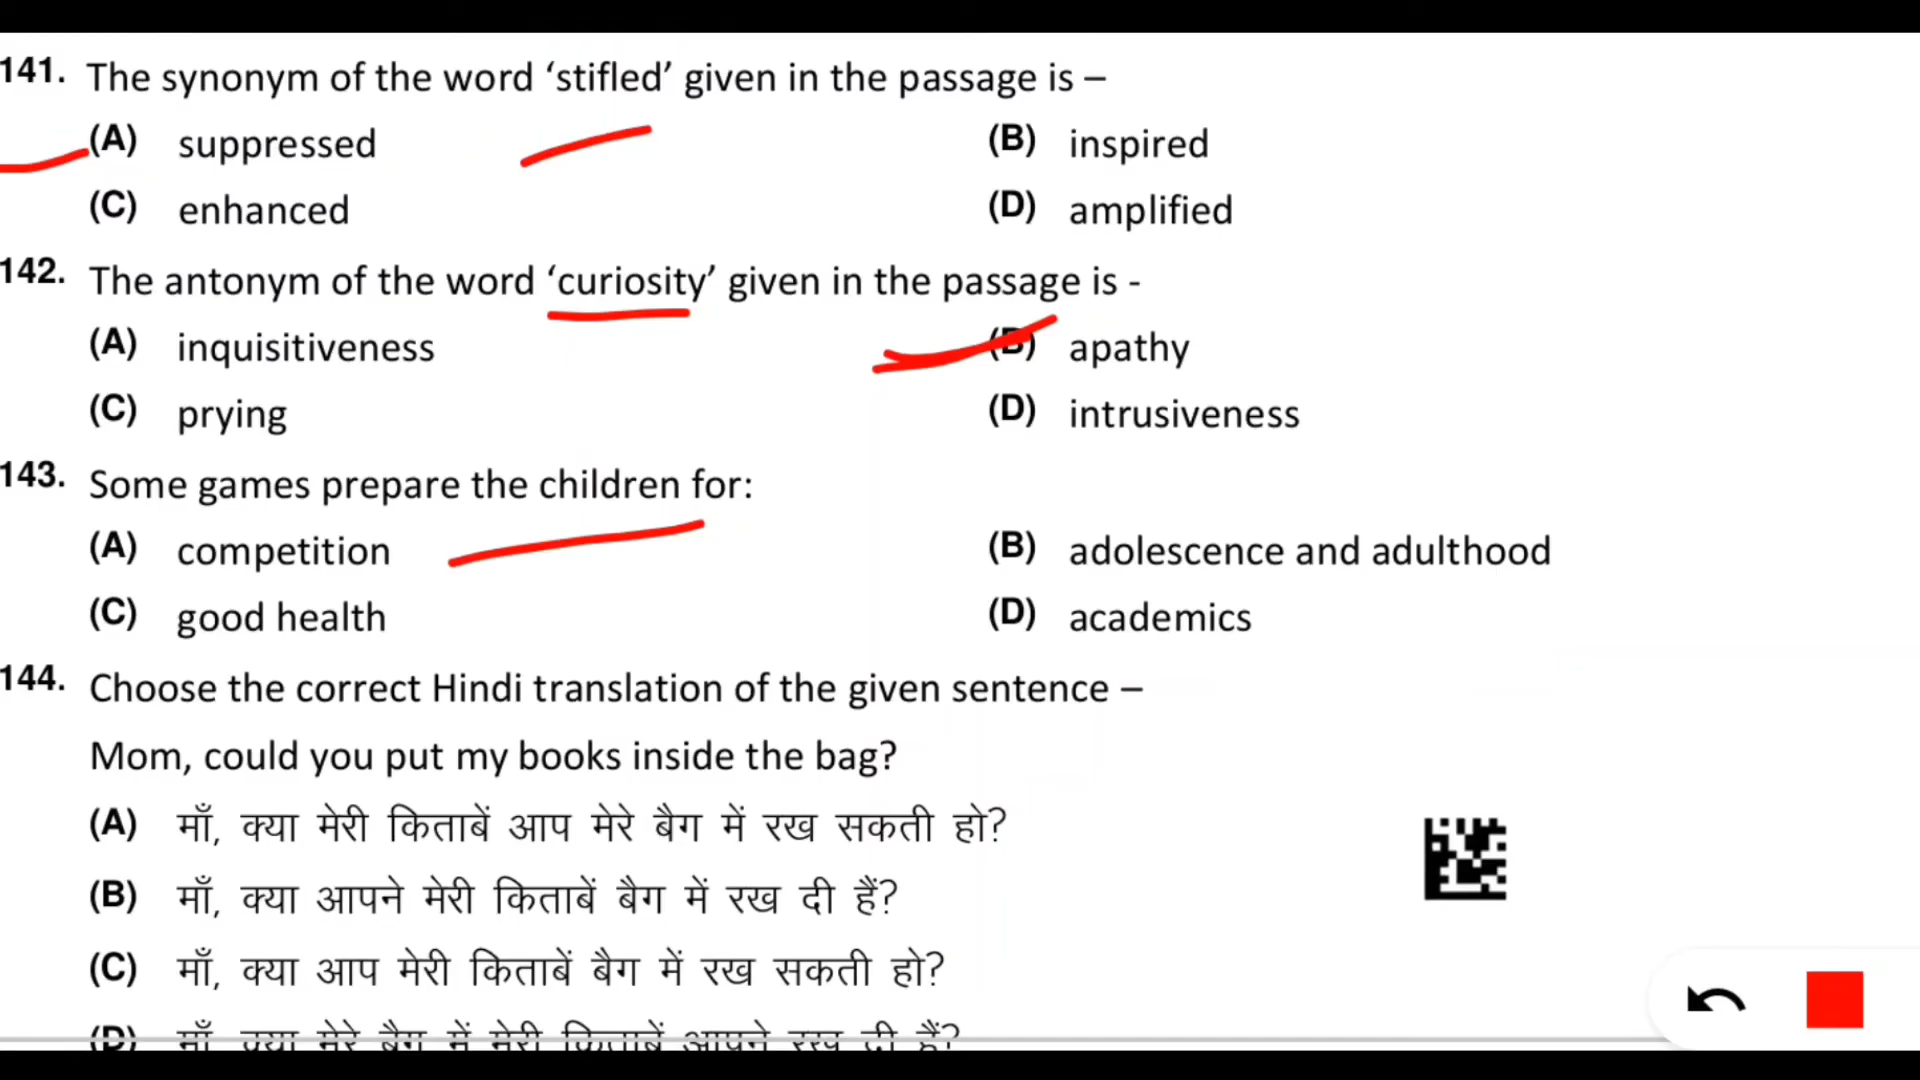 141. The synonym of the word ‘stifled’ given in the passage is –
(A) suppressed (B) inspired
(C) enhanced (D) amplified
142. The antonym of the word ‘curiosity’ given in the passage is -
(A) inquisitiveness (B) apathy
(C) prying (D) intrusiveness
143. Some games prepare the children for:
(A) competition (B) adolescence and adulthood
(C) good health (D) academics
144. Choose the correct Hindi translation of the given sentence –
Mom, could you put my books inside the bag?
(A) माँ, क्या मेरी किताबें आप मेरे बैग में रख सकती हो?
(B) माँ, क्या आपने मेरी किताबें बैग में रख दी हैं?
(C) माँ, क्या आप मेरी किताबें बैग में रख सकती हो?
(D) माँ, क्या मेरे बैग में मेरी किताबें आपने रख दी हैं?